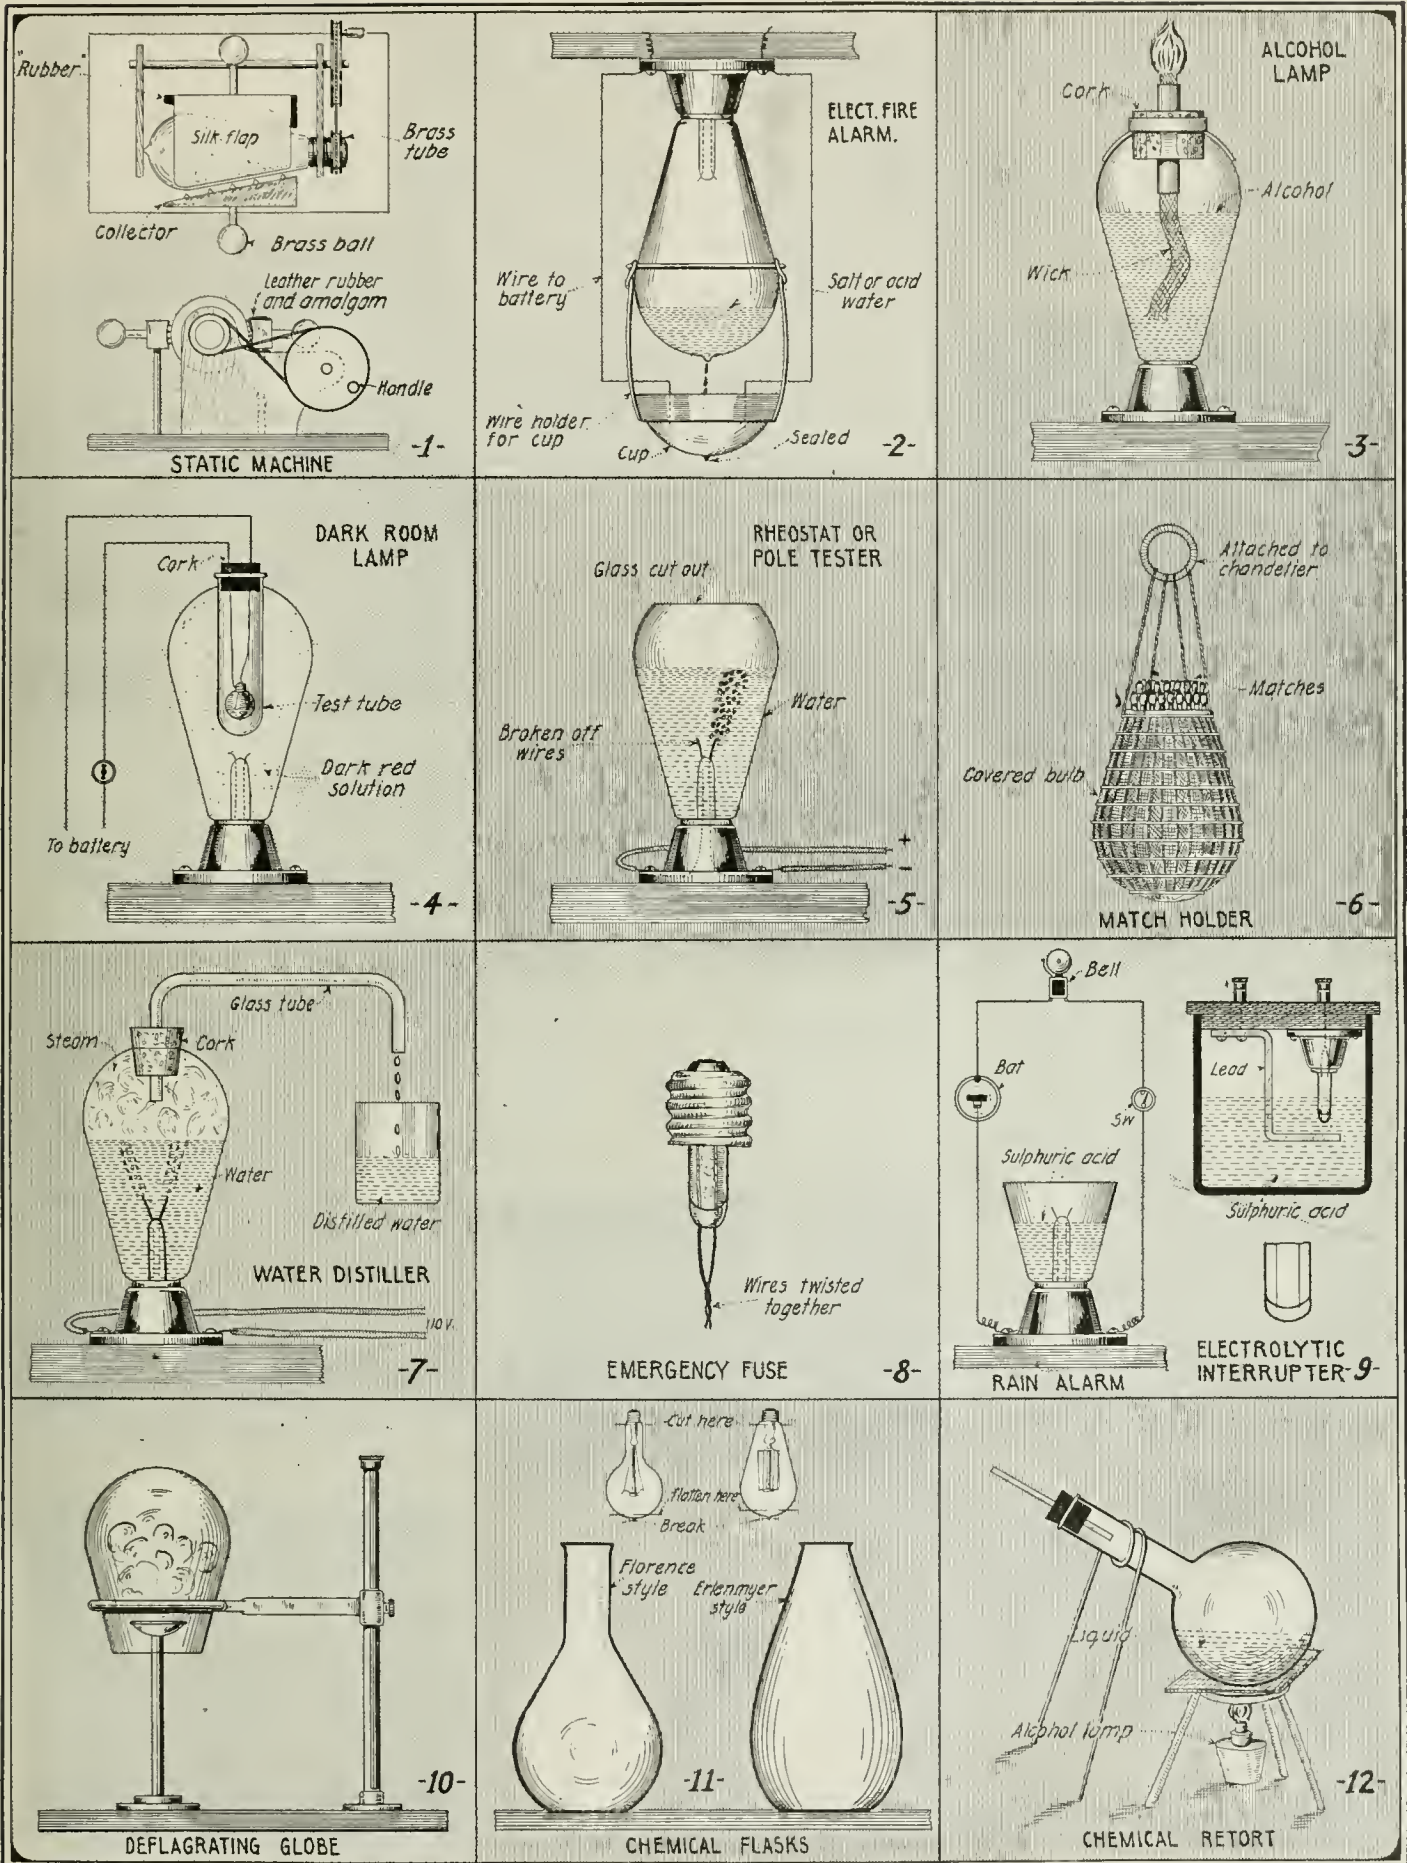 "Rubber"
Silk flap
Brass
tube
Collector
Brass ball
Leather rubber
and amalgam
Handle
-1-
STATIC MACHINE
ELECT. FIRE
ALARM.
Wire to
battery
Salt or acid
water
Wire holder
for cup
Cup
Sealed
-2-
ALCOHOL
LAMP
Cork
Alcohol
Wick
-3-
DARK ROOM
LAMP
Cork
Test tube
Dark red
solution
To battery
-4-
RHEOSTAT OR
POLE TESTER
Glass cut out
Water
Broken off
wires
+
-
-5-
Attached to
chandelier
Matches
Covered bulb
-6-
MATCH HOLDER
Glass tube
Steam
Cork
Water
Distilled water
WATER DISTILLER
110 V.
-7-
Wires twisted
together
EMERGENCY FUSE
-8-
Bell
Bat
Sw
Lead
Sulphuric acid
Sulphuric acid
RAIN ALARM
ELECTROLYTIC
INTERRUPTER -9-
-10-
DEFLAGRATING GLOBE
Cut here
flatten here
Break
Florence
style
Erlenmyer
style
-11-
CHEMICAL FLASKS
Liquid
Alcohol lamp
-12-
CHEMICAL RETORT